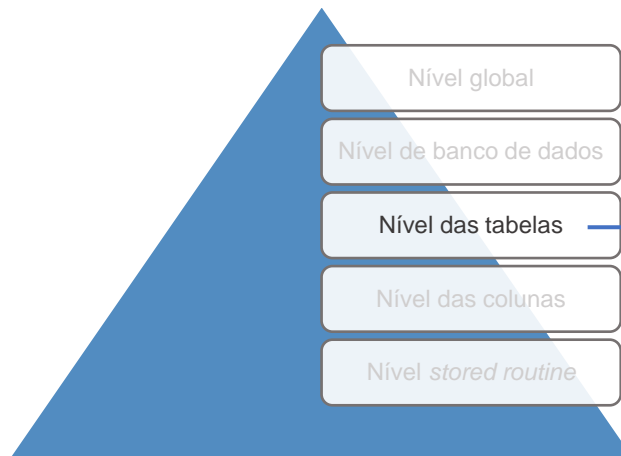 Nível global
Nível de banco de dados
Nível das tabelas
Nível das colunas
Nível stored routine